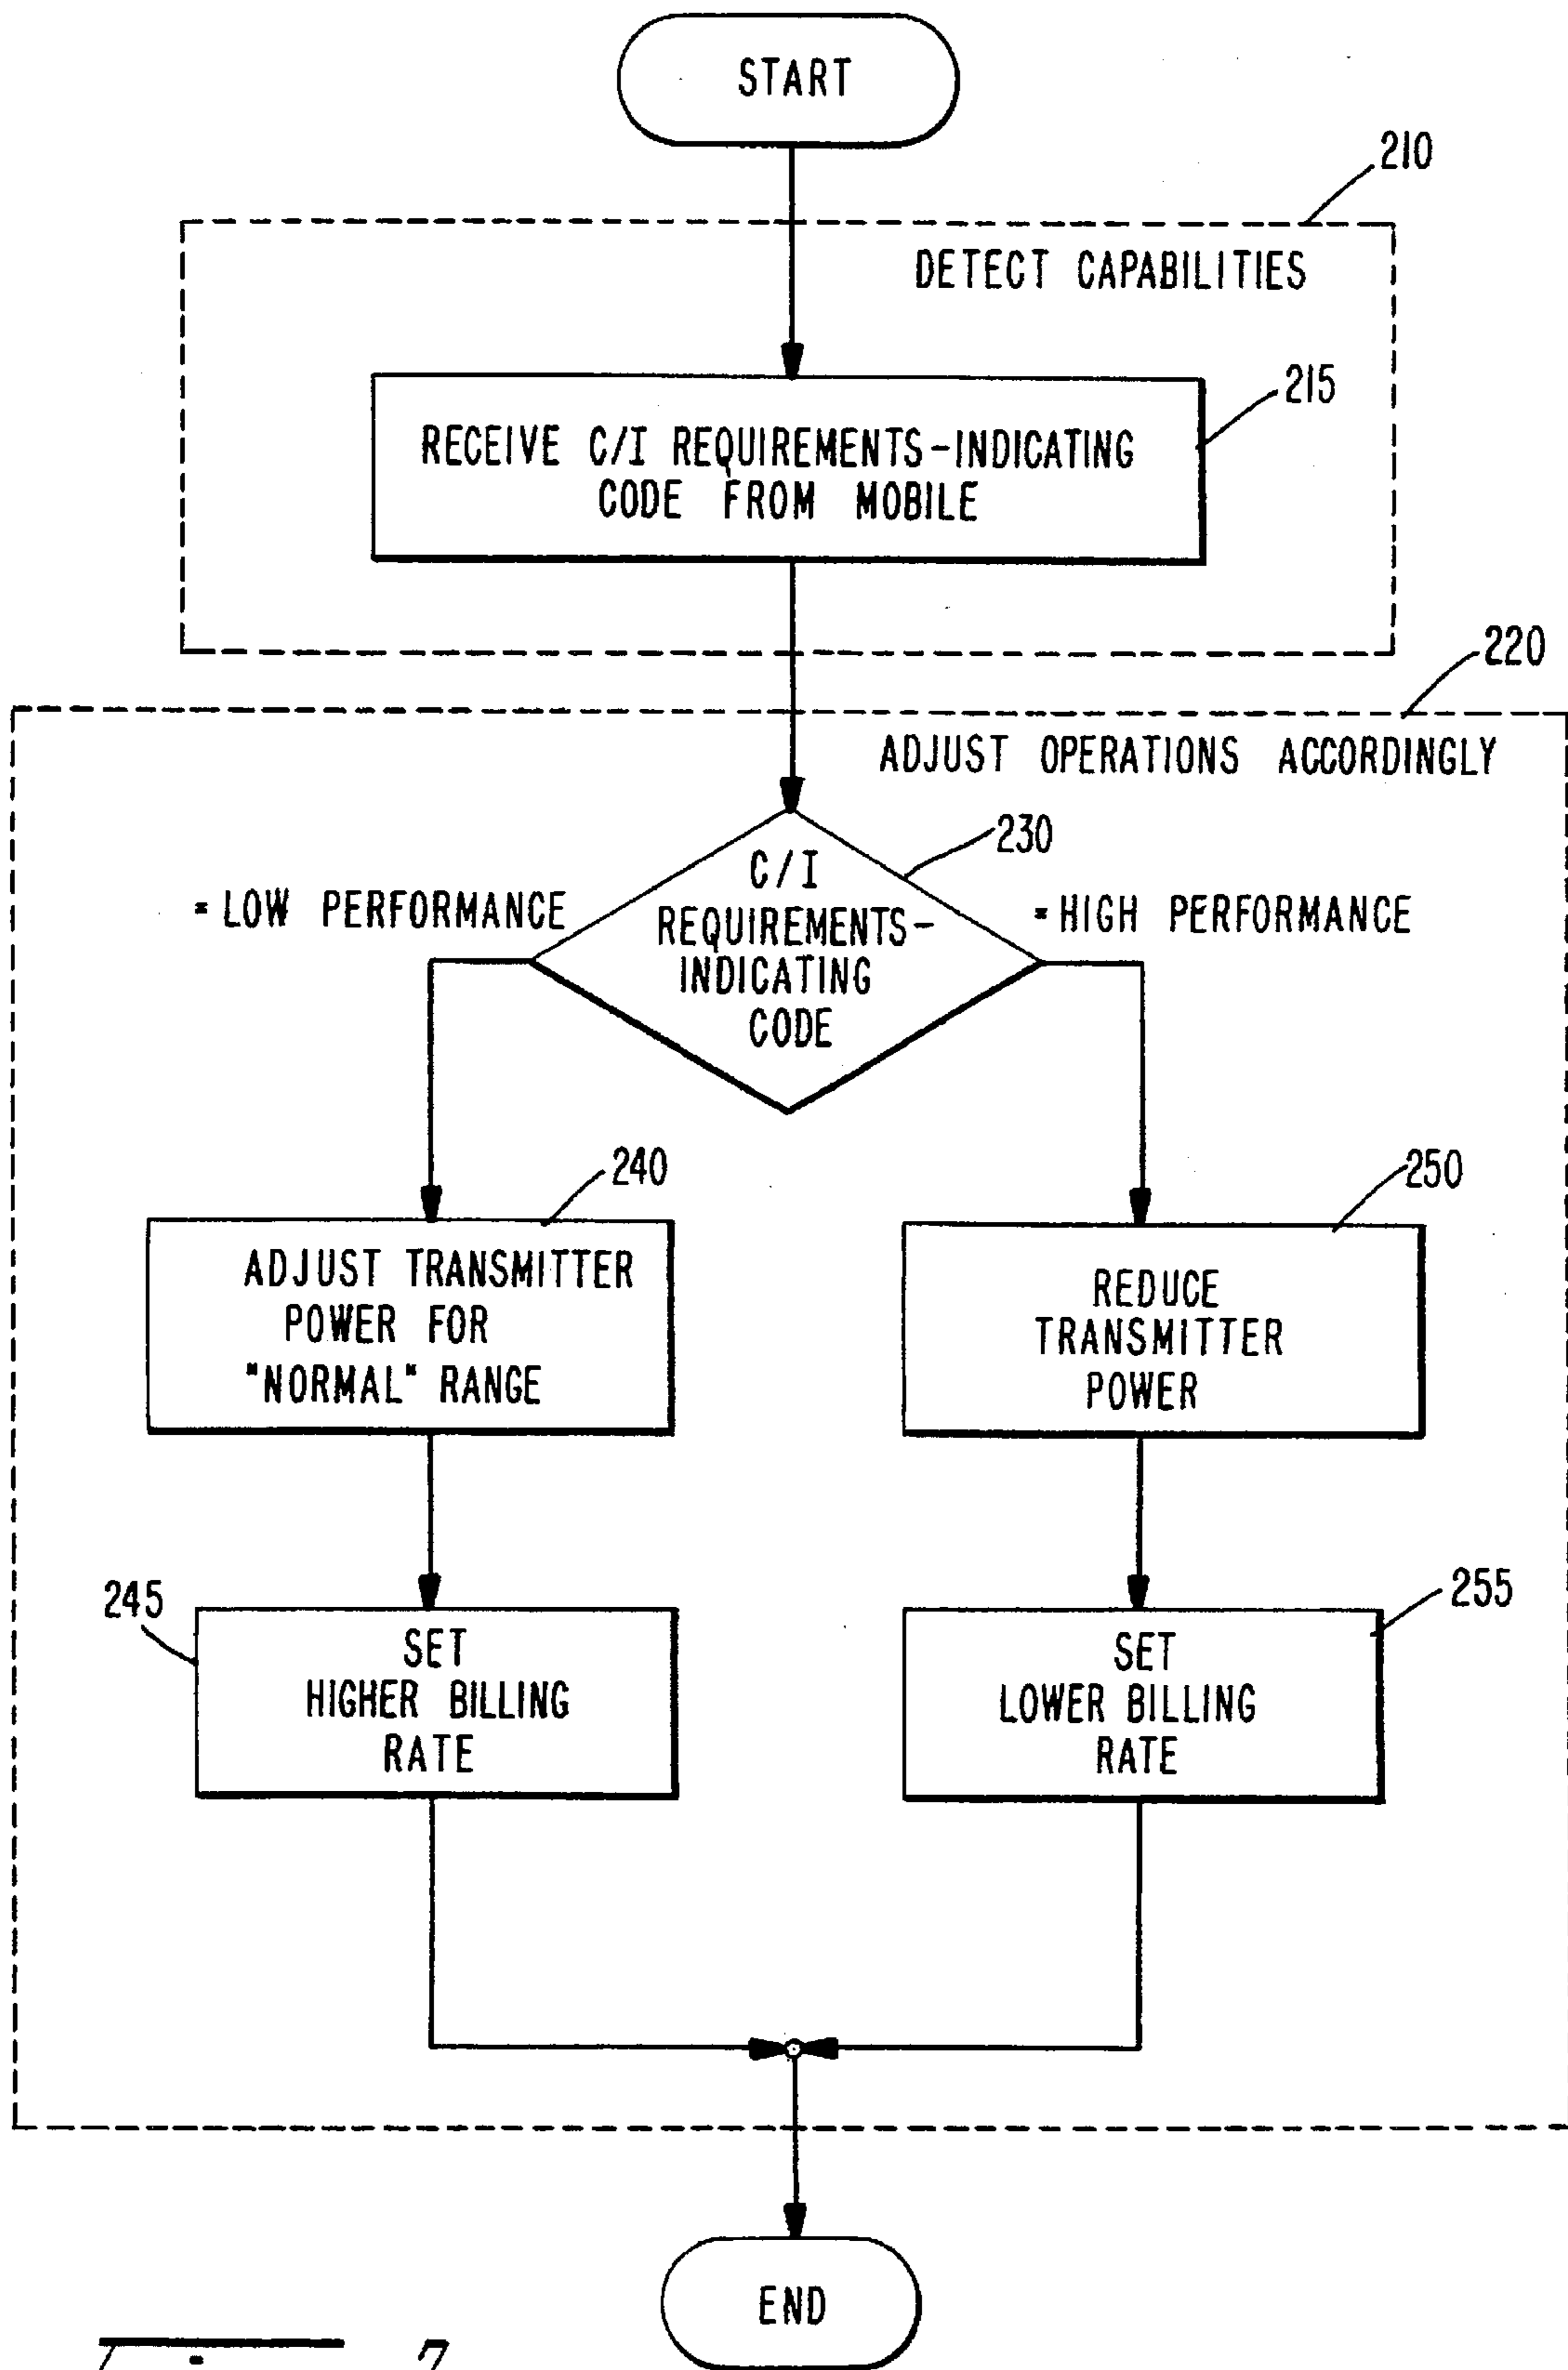 START
210
DETECT CAPABILITIES
215
RECEIVE C/I REQUIREMENTS-INDICATING
CODE FROM MOBILE
220
ADJUST OPERATIONS ACCORDINGLY
230
C/I
REQUIREMENTS-
INDICATING
CODE
= LOW PERFORMANCE
= HIGH PERFORMANCE
240
ADJUST TRANSMITTER
POWER FOR
"NORMAL" RANGE
250
REDUCE
TRANSMITTER
POWER
245
SET
HIGHER BILLING
RATE
255
SET
LOWER BILLING
RATE
END